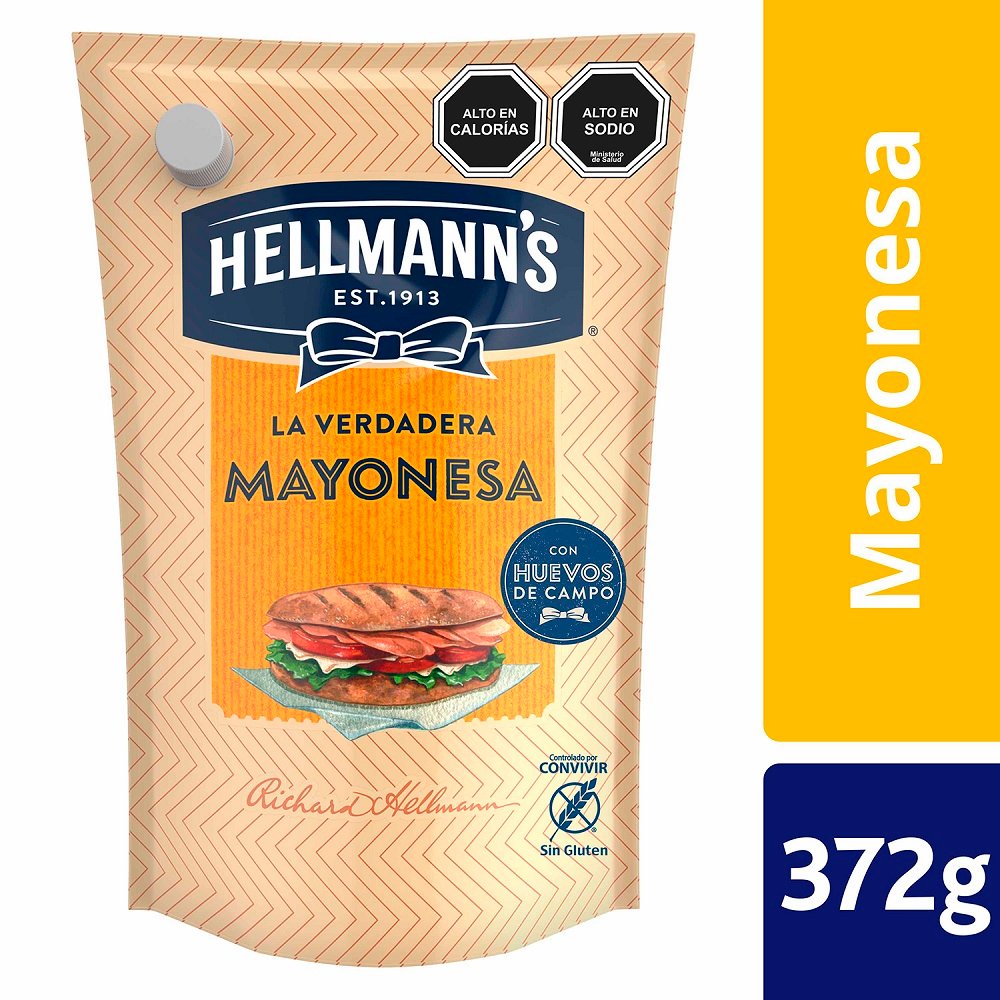 ALTO EN
CALORÍAS
ALTO EN
SODIO
Ministerio
de Salud
HELLMANN'S
EST.1913
®
LA VERDADERA
MAYONESA
CON
HUEVOS
DE CAMPO
Richard Hellmann
Controlado por
CONVIVIR
®
Sin Gluten
Mayonesa
372g